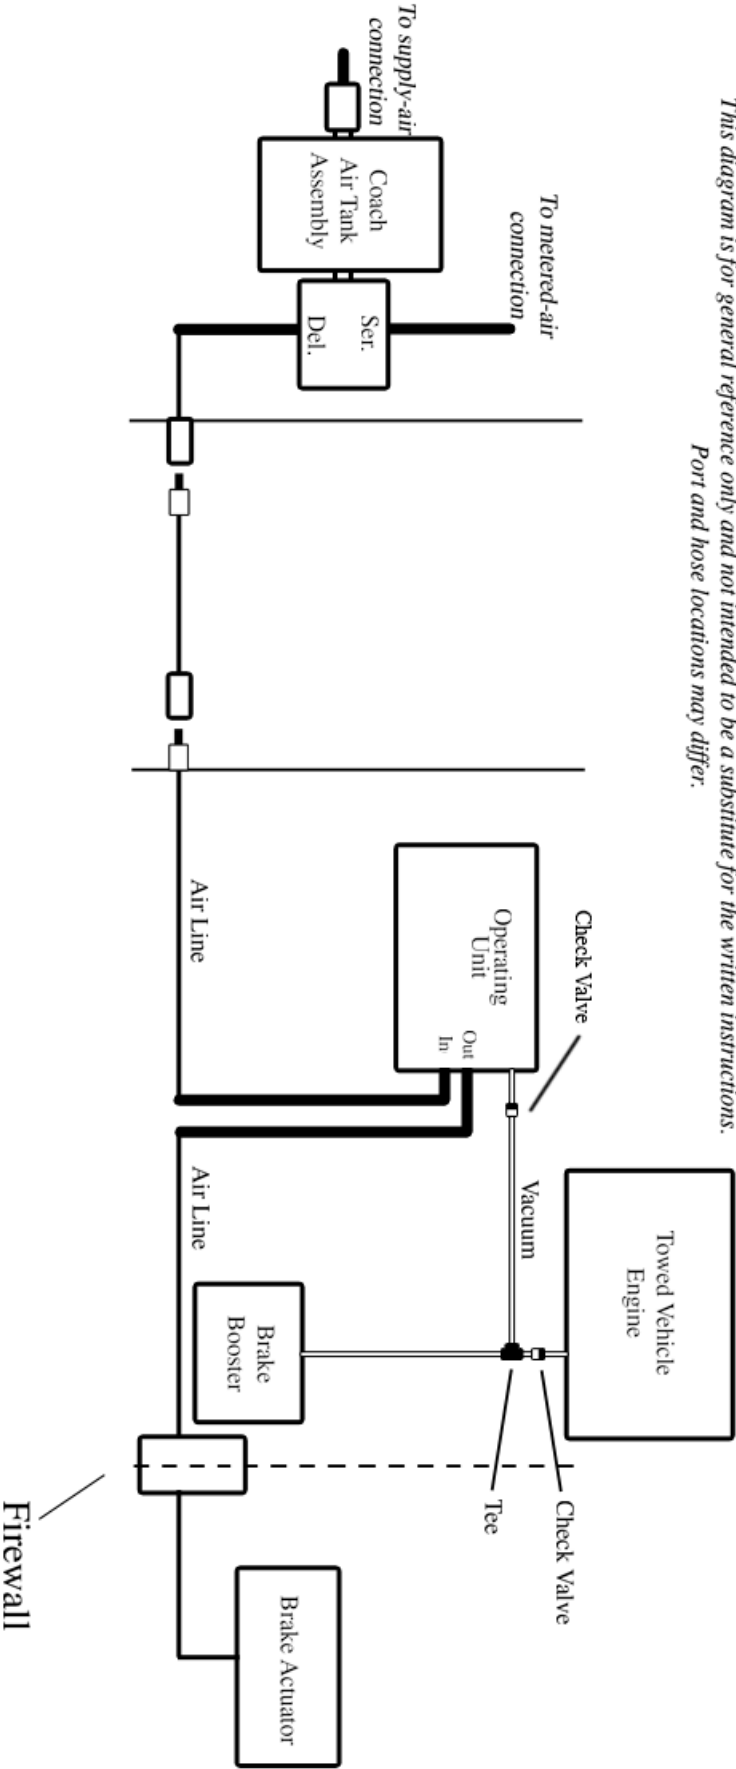 This diagram is for general reference only and not intended to be a substitute for the written instructions.
Port and hose locations may differ.
To supply-air
connection
Coach
Air Tank
Assembly
To metered-air
connection
Ser.
Del.
Air Line
Operating
Unit
Out
In
Check Valve
Vacuum
Towed Vehicle
Engine
Air Line
Brake
Booster
Tee
Check Valve
Firewall
Brake Actuator